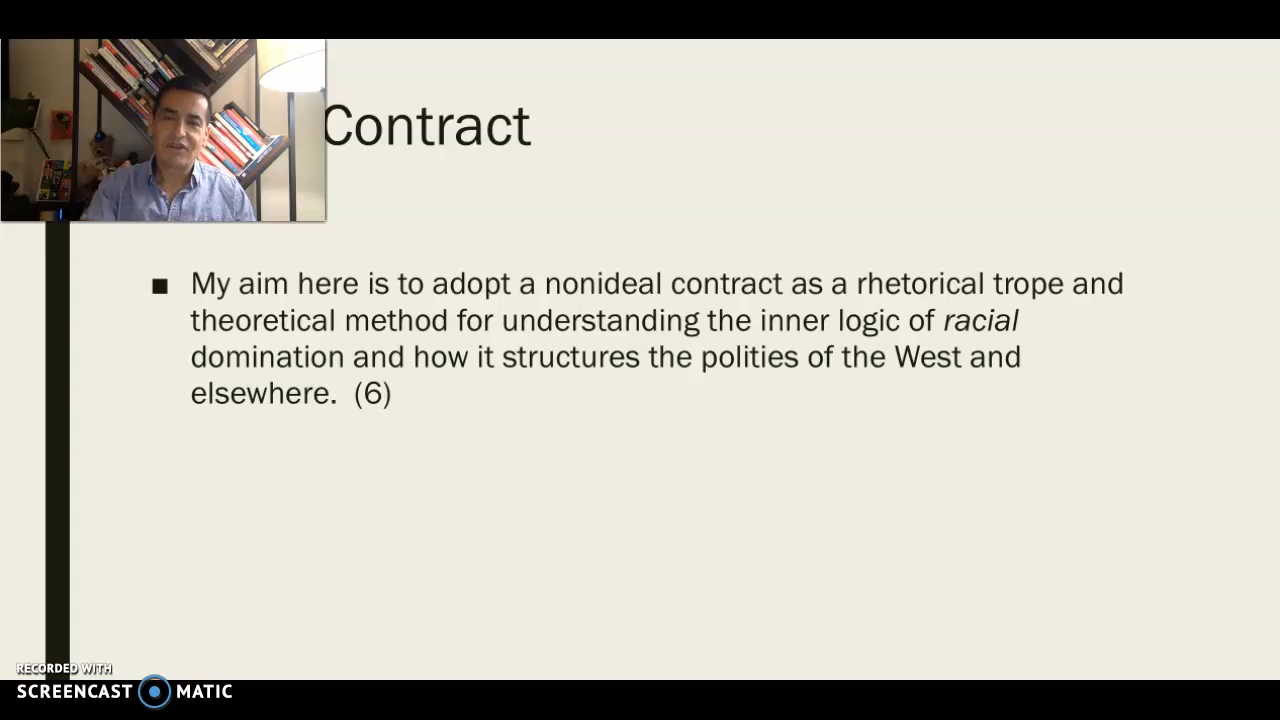 Contract
■ My aim here is to adopt a nonideal contract as a rhetorical trope and
theoretical method for understanding the inner logic of racial
domination and how it structures the polities of the West and
elsewhere. (6)
RECORDED WITH
SCREENCAST MATIC